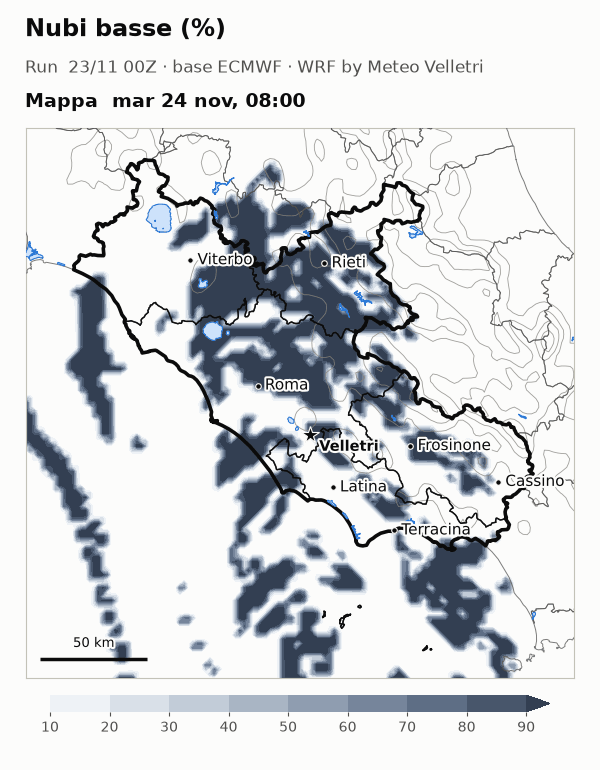 Nubi basse (%)
Run  23/11 00Z · base ECMWF · WRF by Meteo Velletri
Mappa  mar 24 nov, 08:00
Viterbo
Rieti
Roma
Velletri
Frosinone
Cassino
Latina
Terracina
50 km
10 20 30 40 50 60 70 80 90